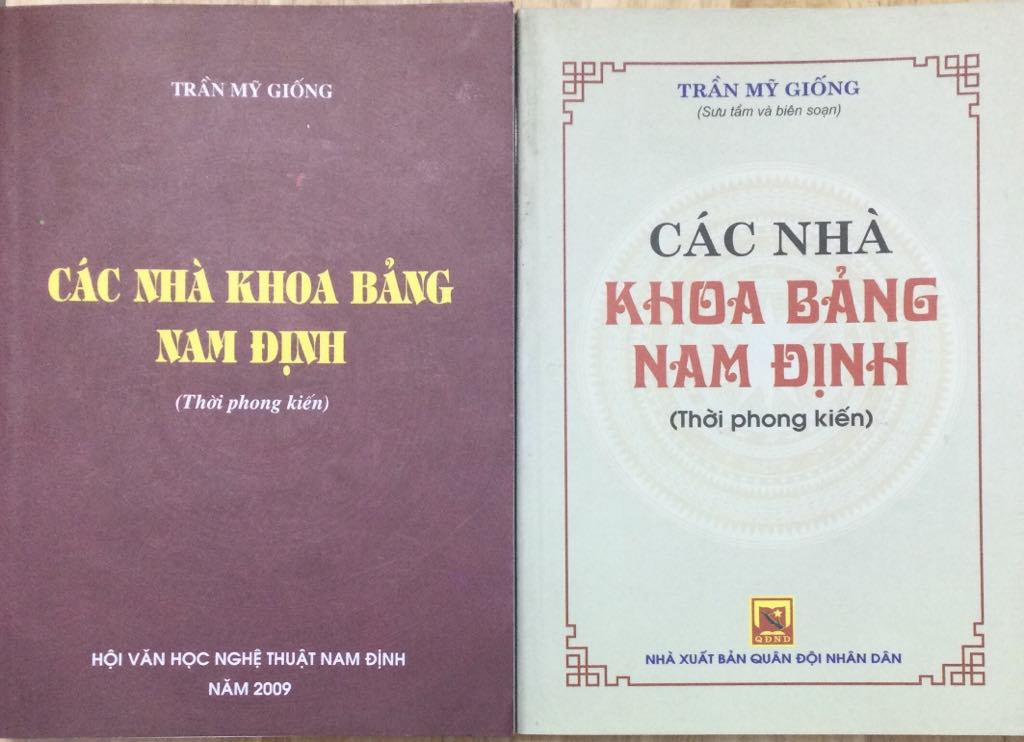 TRẦN MỸ GIỐNG
CÁC NHÀ KHOA BẢNG
NAM ĐỊNH
(Thời phong kiến)
HỘI VĂN HỌC NGHỆ THUẬT NAM ĐỊNH
NĂM 2009
TRẦN MỸ GIỐNG
(Sưu tầm và biên soạn)
CÁC NHÀ
KHOA BẢNG
NAM ĐỊNH
(Thời phong kiến)
QĐND
NHÀ XUẤT BẢN QUÂN ĐỘI NHÂN DÂN